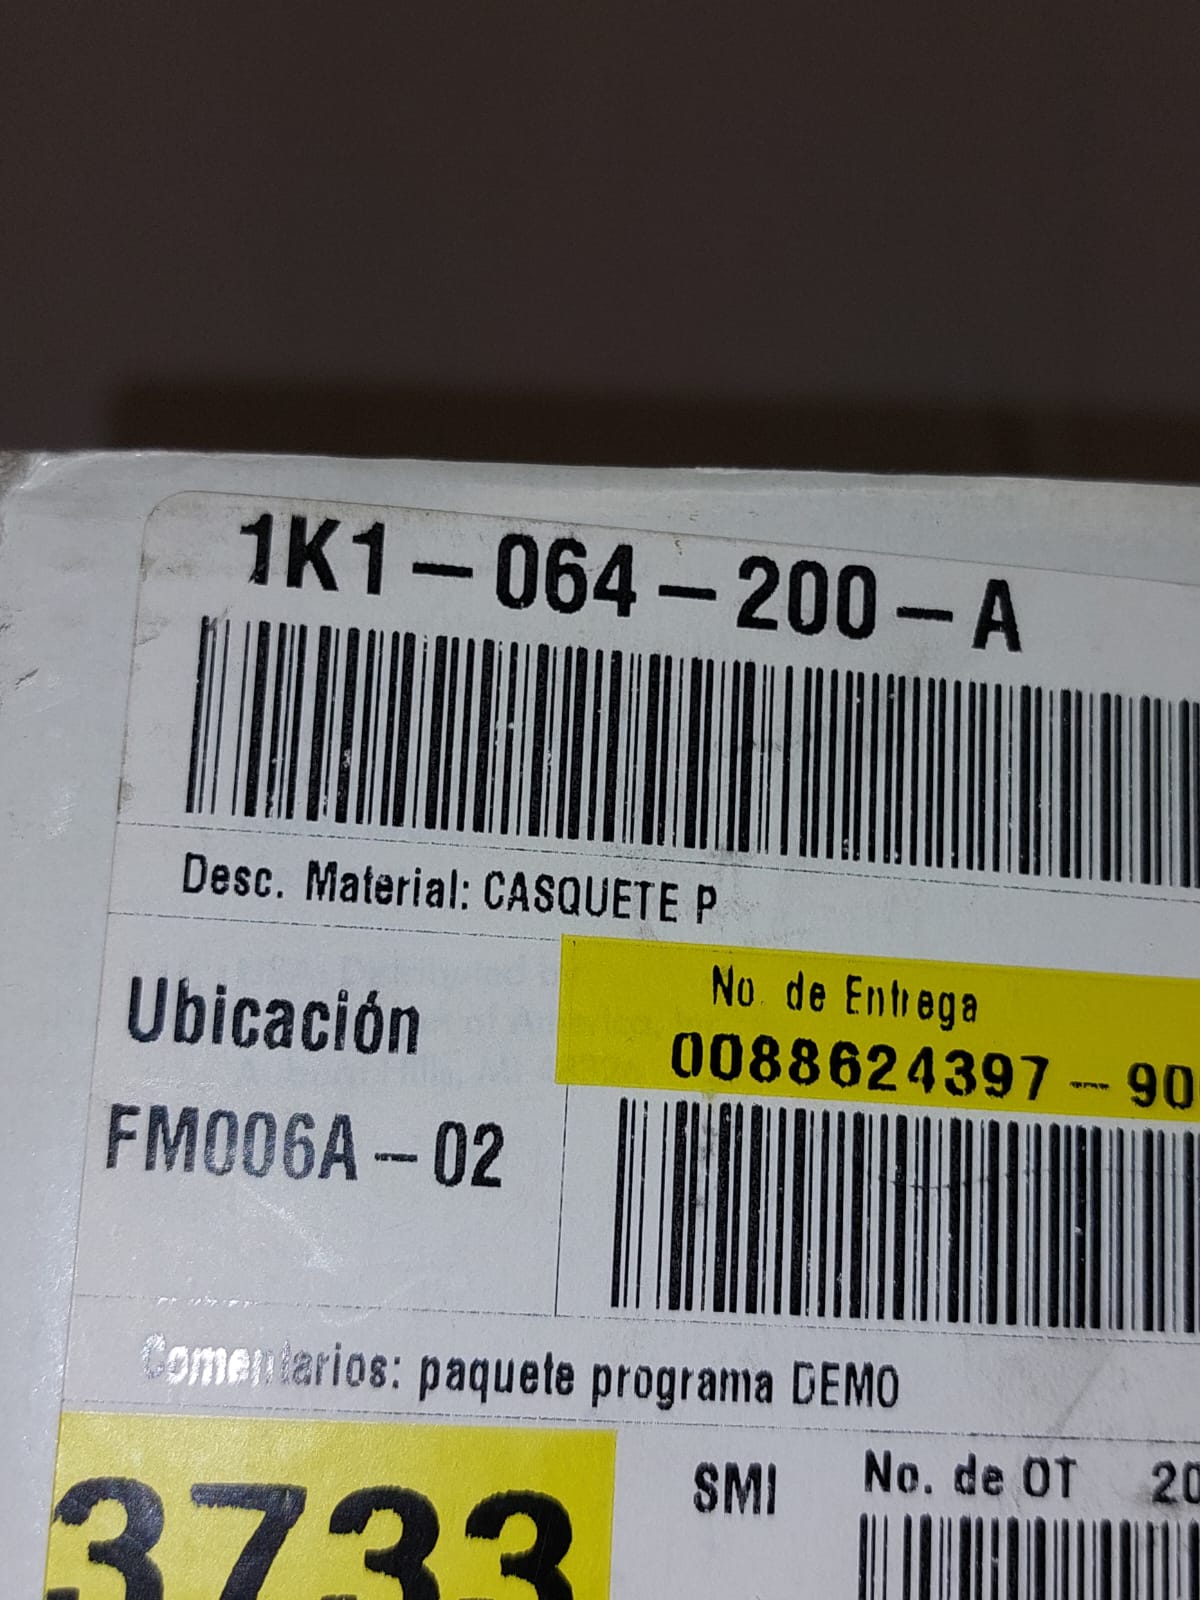 1K1-064-200-A
Desc. Material: CASQUETE P
Ubicación
No. de Entrega
0088624397-90
FM006A-02
Comentarios: paquete programa DEMO
3733
SMI
No. de OT 20